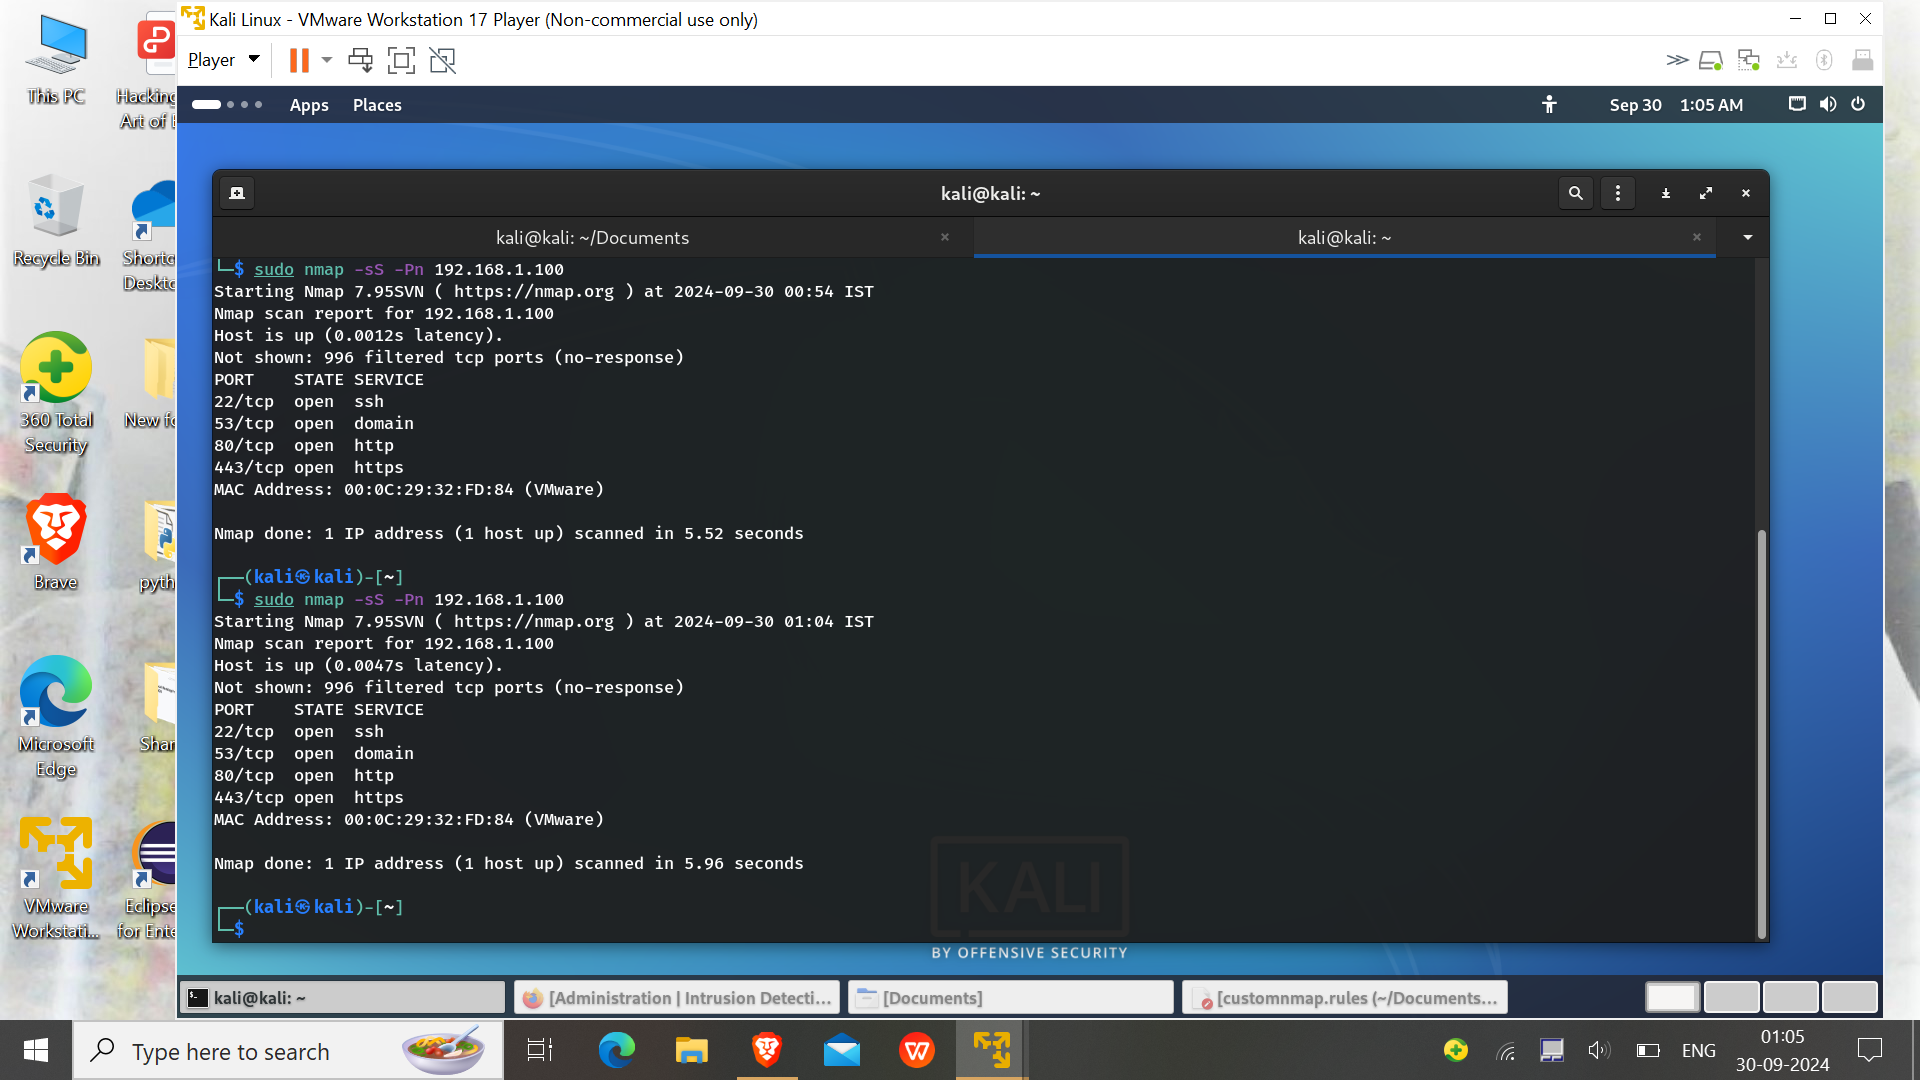 Kali Linux - VMware Workstation 17 Player (Non-commercial use only)
Player
Apps
Places
Sep 30 1:05 AM
kali@kali: ~
kali@kali: ~/Documents
kali@kali: ~
└─$ sudo nmap -sS -Pn 192.168.1.100
Starting Nmap 7.95SVN ( https://nmap.org ) at 2024-09-30 00:54 IST
Nmap scan report for 192.168.1.100
Host is up (0.0012s latency).
Not shown: 996 filtered tcp ports (no-response)
PORT    STATE SERVICE
22/tcp  open  ssh
53/tcp  open  domain
80/tcp  open  http
443/tcp open  https
MAC Address: 00:0C:29:32:FD:84 (VMware)
Nmap done: 1 IP address (1 host up) scanned in 5.52 seconds
┌──(kali㉿kali)-[~]
└─$ sudo nmap -sS -Pn 192.168.1.100
Starting Nmap 7.95SVN ( https://nmap.org ) at 2024-09-30 01:04 IST
Nmap scan report for 192.168.1.100
Host is up (0.0047s latency).
Not shown: 996 filtered tcp ports (no-response)
PORT    STATE SERVICE
22/tcp  open  ssh
53/tcp  open  domain
80/tcp  open  http
443/tcp open  https
MAC Address: 00:0C:29:32:FD:84 (VMware)
Nmap done: 1 IP address (1 host up) scanned in 5.96 seconds
┌──(kali㉿kali)-[~]
└─$
KALI
BY OFFENSIVE SECURITY
kali@kali: ~
[Administration | Intrusion Detecti...
[Documents]
[customnmap.rules (~/Documents...
This PC
Hacking
Art of
Recycle Bin
Shortc
Deskto
360 Total
Security
New fo
Brave
pyth
Microsoft
Edge
Shar
VMware
Workstati...
Eclipse
for Ente
Type here to search
ENG
01:05
30-09-2024